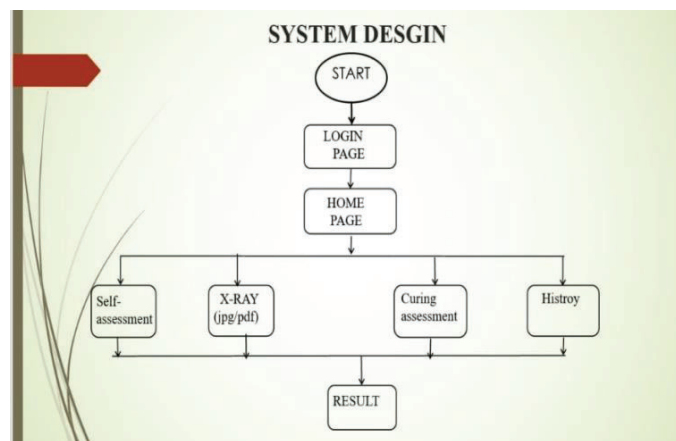 SYSTEM DESGIN
START
LOGIN
PAGE
HOME
PAGE
Self-
assessment
X-RAY
(jpg/pdf)
Curing
assessment
Histroy
RESULT